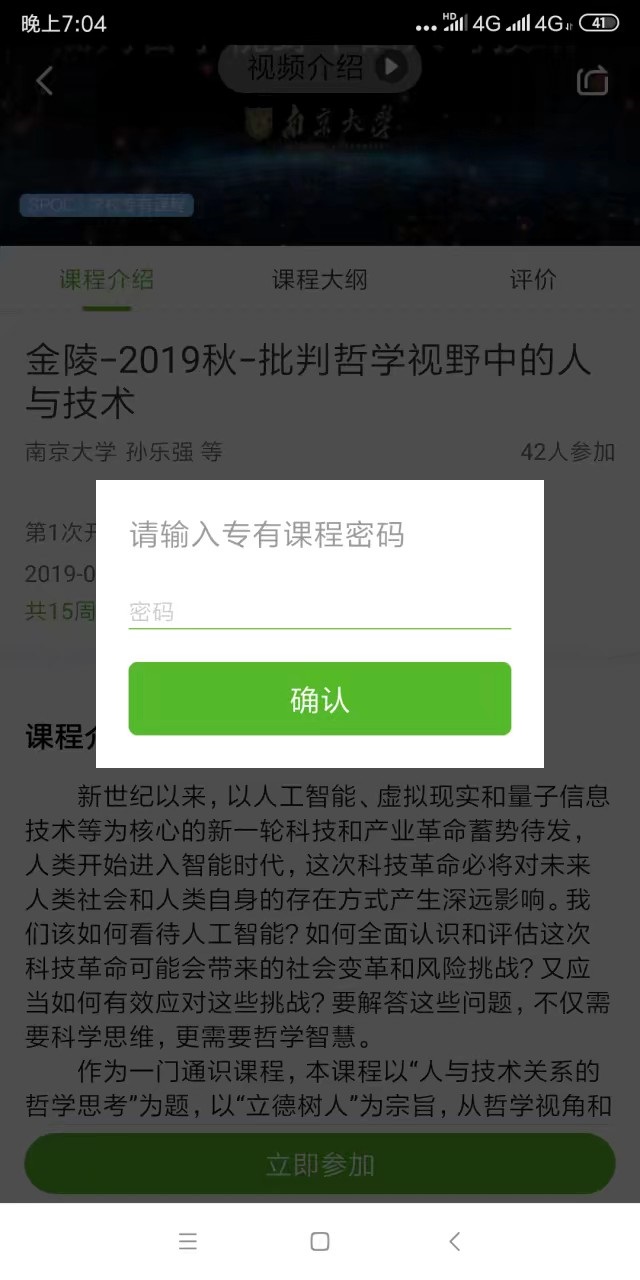 晚上7:04
HD 4G 4G 41
视频介绍
南京大学
课程介绍 课程大纲 评价
金陵-2019秋-批判哲学视野中的人
与技术
南京大学 孙乐强 等 42人参加
请输入专有课程密码
第1次开
2019-0
密码
共15周
确认
课程介
新世纪以来，以人工智能、虚拟现实和量子信息
技术等为核心的新一轮科技和产业革命蓄势待发，
人类开始进入智能时代，这次科技革命必将对未来
人类社会和人类自身的存在方式产生深远影响。我
们该如何看待人工智能？如何全面认识和评估这次
科技革命可能会带来的社会变革和风险挑战？又应
当如何有效应对这些挑战？要解答这些问题，不仅需
要科学思维，更需要哲学智慧。
作为一门通识课程，本课程以“人与技术关系的
哲学思考”为题，以“立德树人”为宗旨，从哲学视角和
立即参加